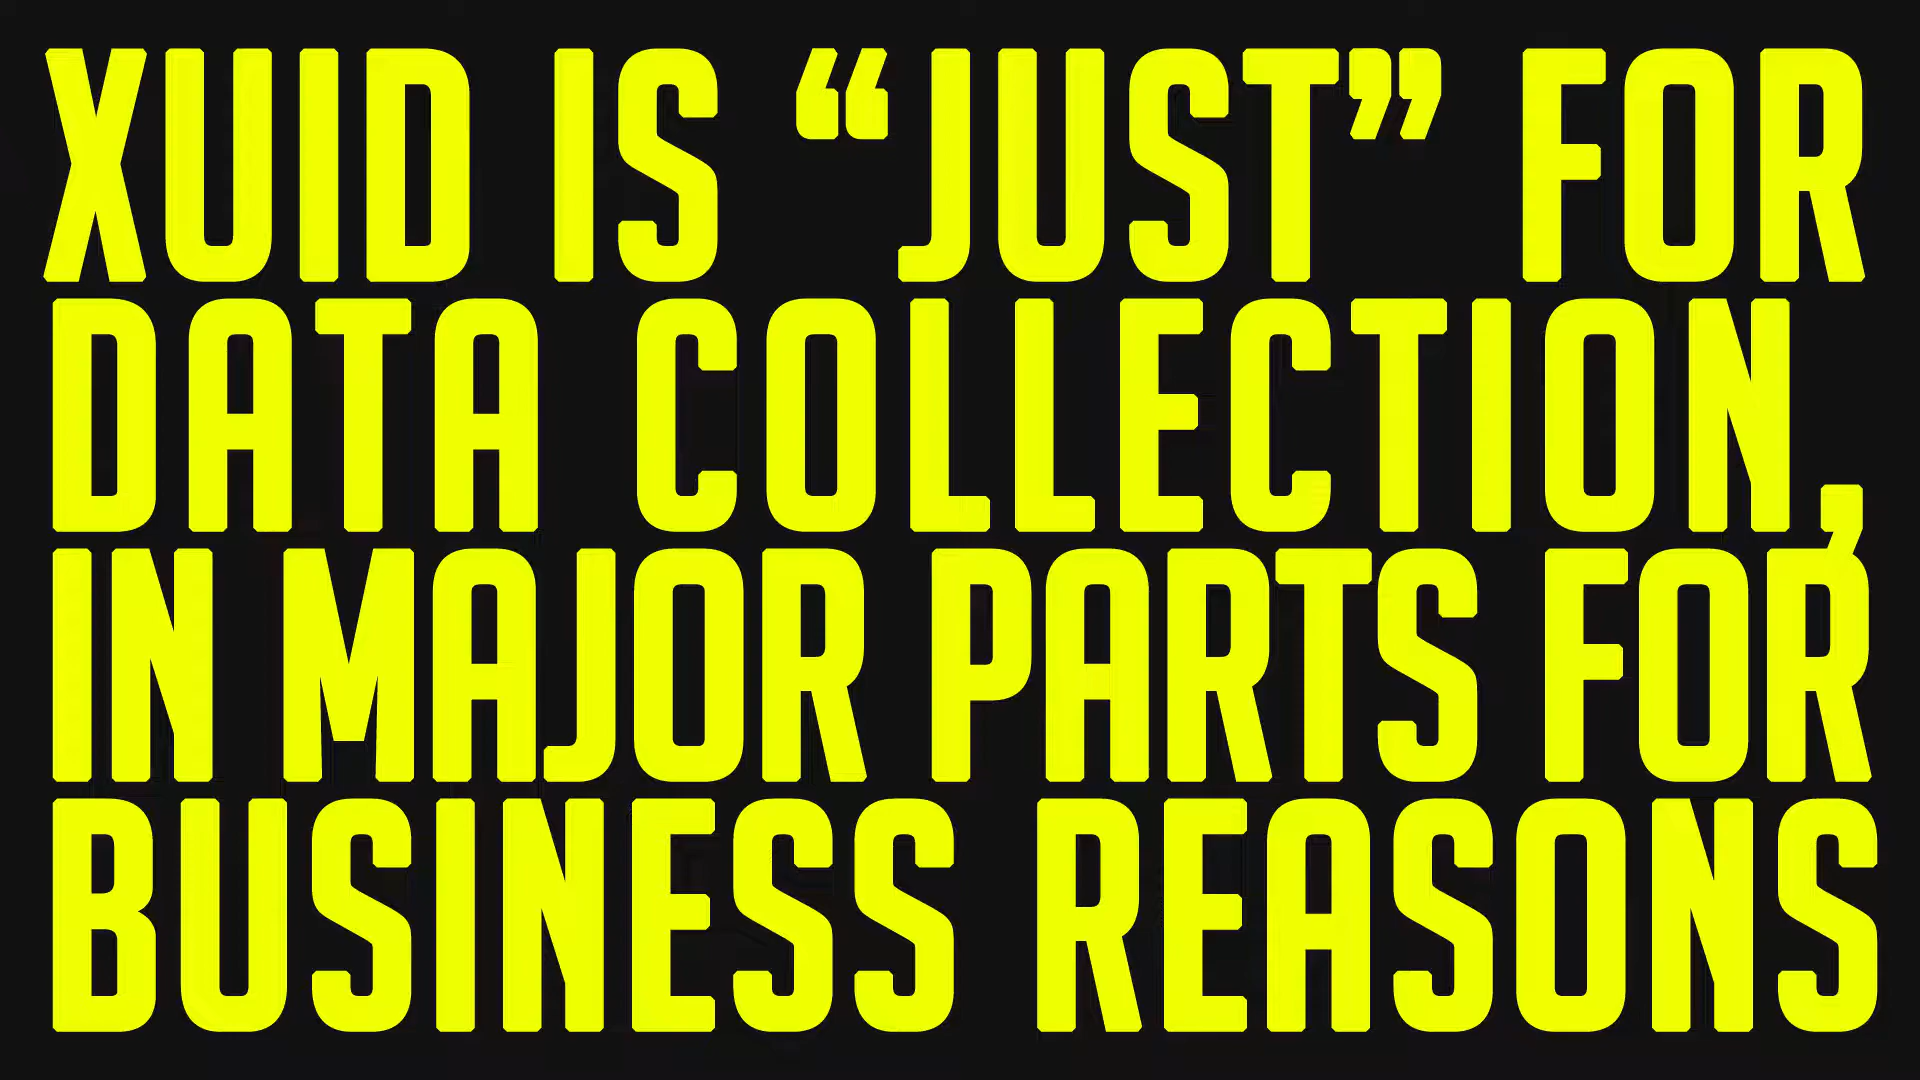 XUID IS “JUST” FOR
DATA COLLECTION,
IN MAJOR PARTS FOR
BUSINESS REASONS